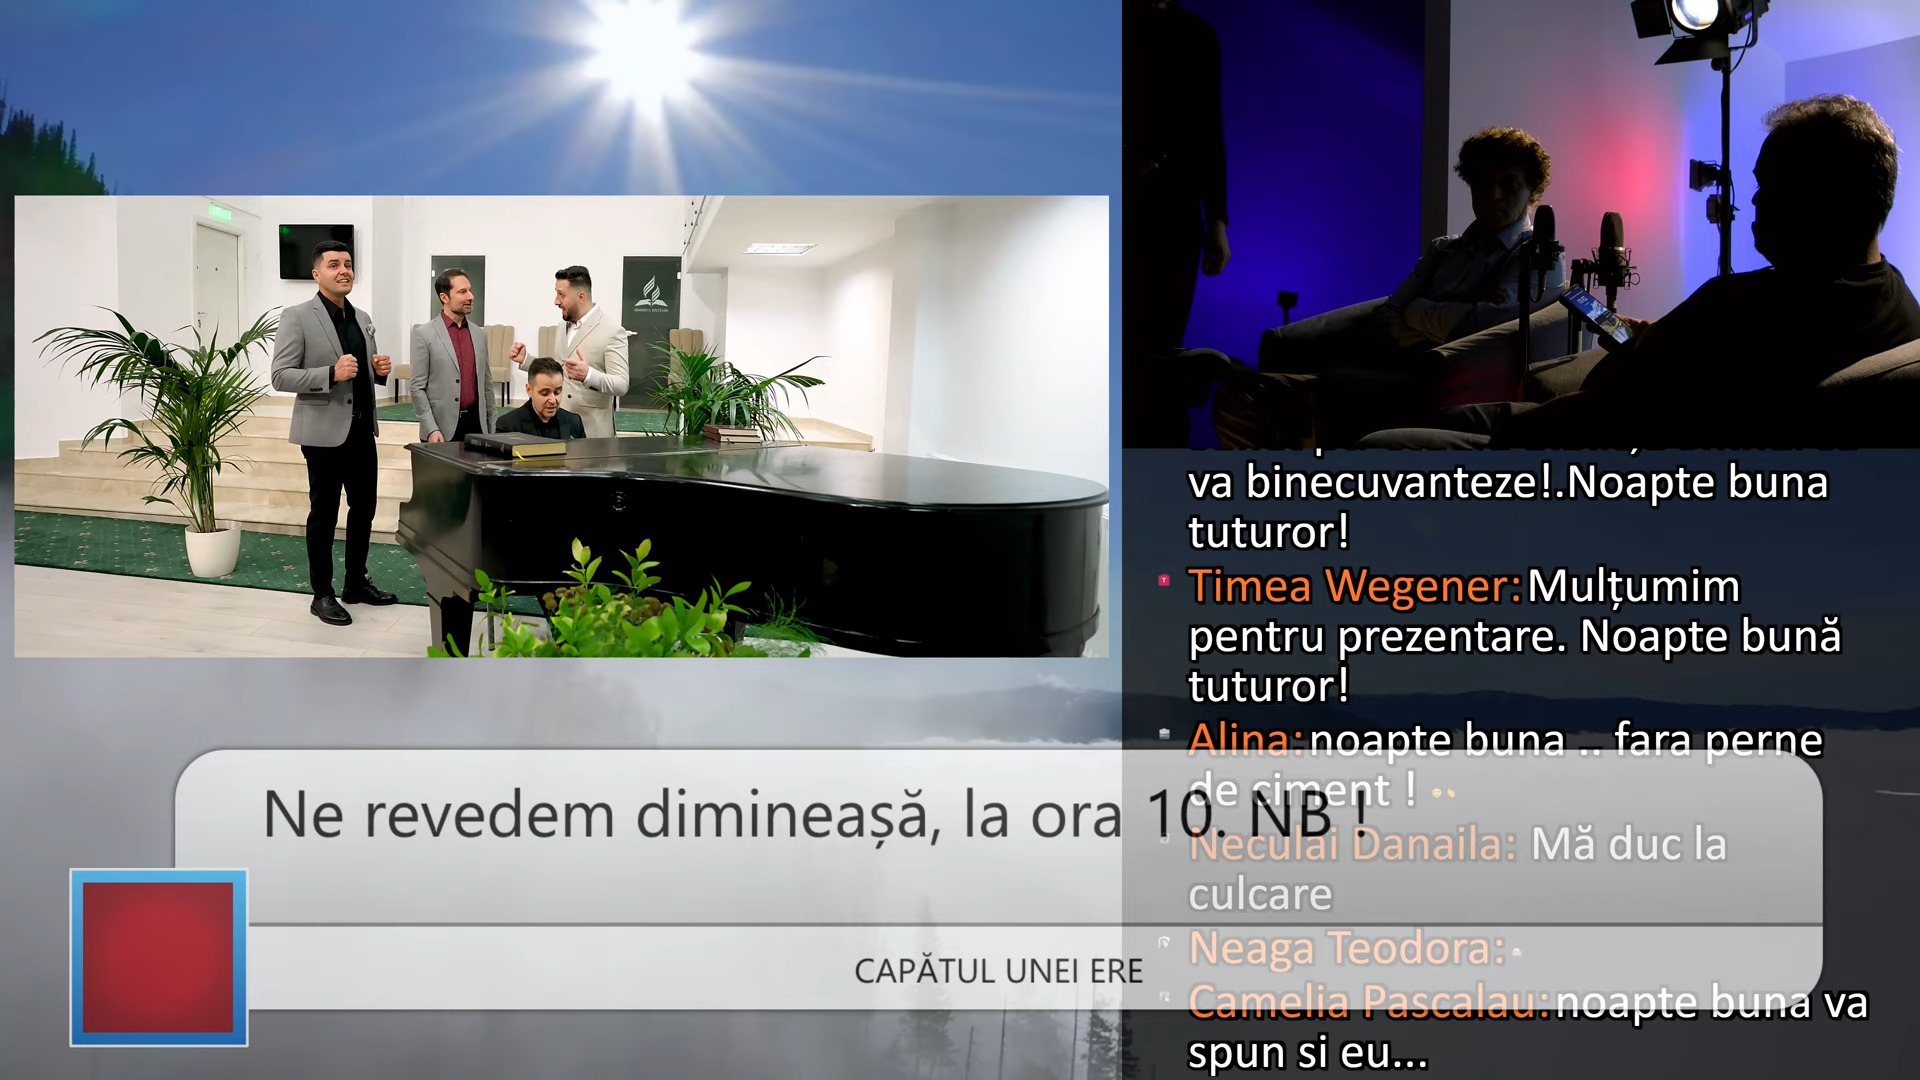 va binecuvanteze!.Noapte buna
tuturor!
Timea Wegener: Mulțumim
pentru prezentare. Noapte bună
tuturor!
Alina: noapte buna .. fara perne
de ciment !
Neculai Danaila: Mă duc la
culcare
Neaga Teodora:
Camelia Pascalau: noapte buna va
spun si eu...
Ne revedem dimineașă, la ora 10. NB !
CAPĂTUL UNEI ERE